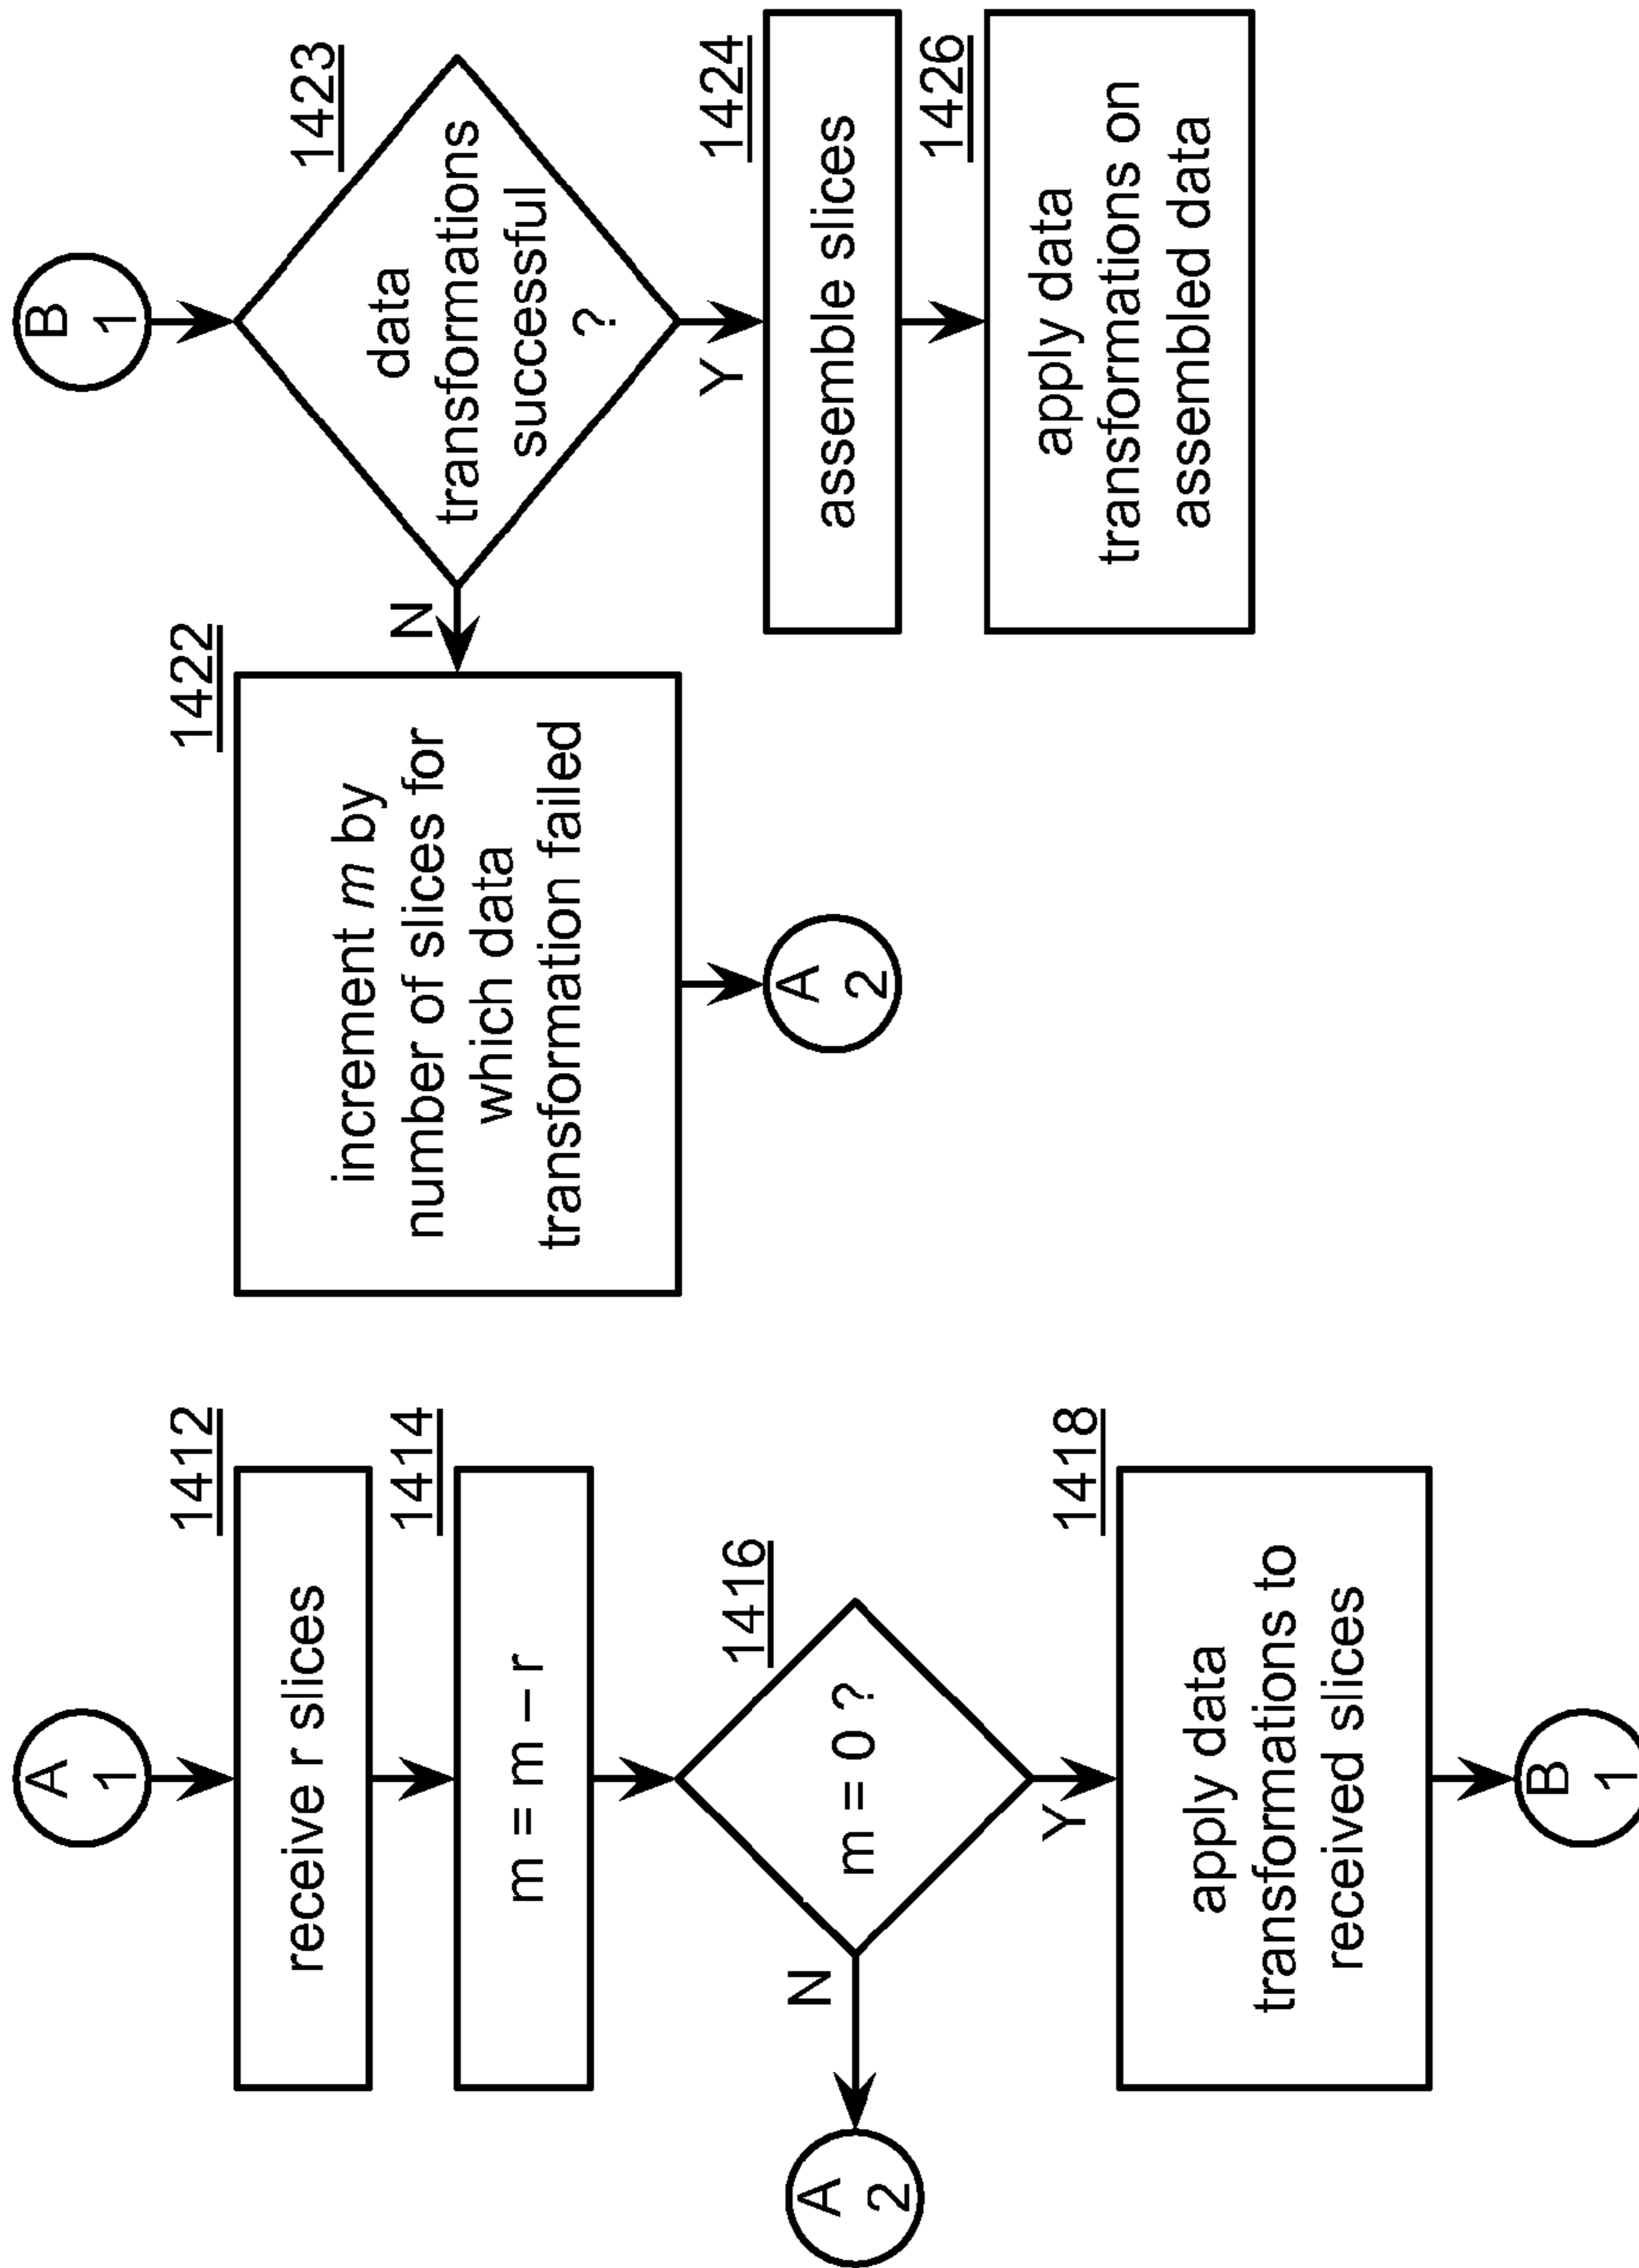 A
1
1412
receive r slices
1414
m = m – r
1416
m = 0 ?
N
A
2
Y
1418
apply data
transformations to
received slices
B
1
B
1
1423
data
transformations
successful
?
N
1422
increment m by
number of slices for
which data
transformation failed
A
2
Y
1424
assemble slices
1426
apply data
transformations on
assembled data